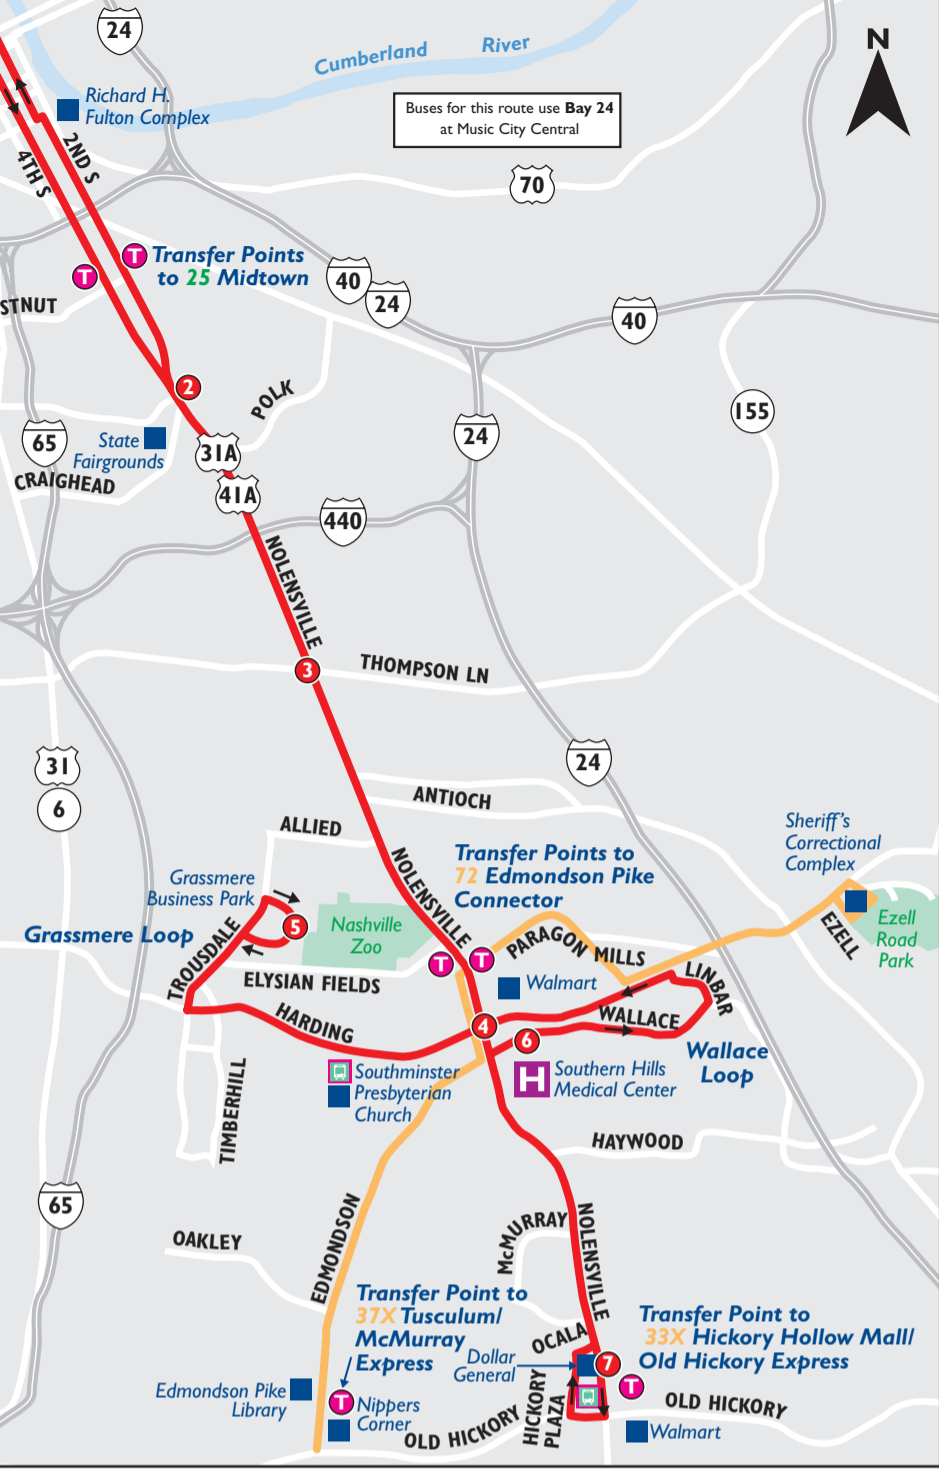 24
Cumberland River
N
Richard H.
Fulton Complex
Buses for this route use Bay 24
at Music City Central
4TH S
2ND S
70
T
Transfer Points
to 25 Midtown
T
40
24
40
STNUT
2
POLK
155
65
State
Fairgrounds
31A
24
CRAIGHEAD
41A
440
NOLENSVILLE
3
THOMPSON LN
31
24
6
ANTIOCH
ALLIED
Sheriff's
Correctional
Complex
NOLENSVILLE
Transfer Points to
72 Edmondson Pike
Connector
Grassmere
Business Park
Grassmere Loop
5
Nashville
Zoo
EZELL
Ezell
Road
Park
TROUSDALE
T
T
PARAGON MILLS
ELYSIAN FIELDS
Walmart
LINBAR
HARDING
4
WALLACE
6
Wallace
Loop
Southminster
Presbyterian
Church
H
Southern Hills
Medical Center
TIMBERHILL
HAYWOOD
65
OAKLEY
EDMONDSON
McMURRAY
NOLENSVILLE
Transfer Point to
37X Tusculum/
McMurray
Express
Transfer Point to
33X Hickory Hollow Mall/
Old Hickory Express
OCALA
Dollar
General
7
T
Edmondson Pike
Library
T
Nippers
Corner
HICKORY
PLAZA
OLD HICKORY
OLD HICKORY
Walmart